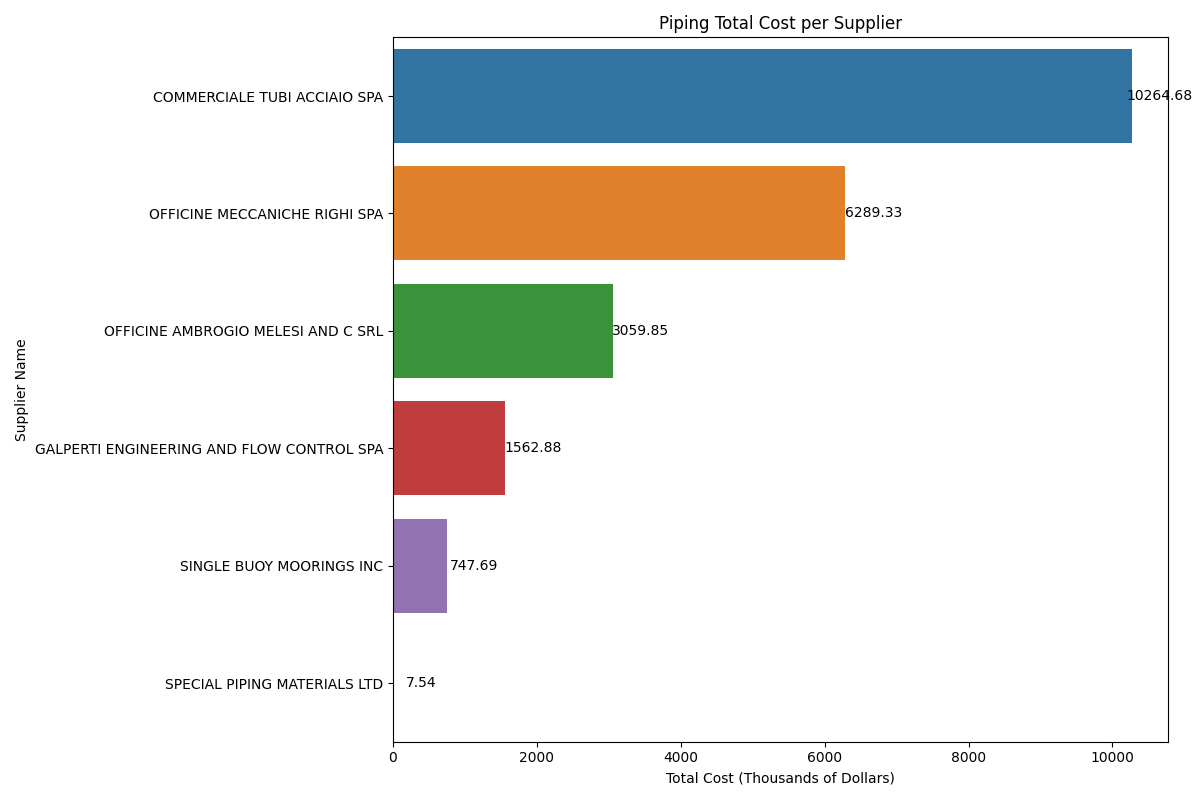 Piping Total Cost per Supplier
COMMERCIALE TUBI ACCIAIO SPA
10264.68
OFFICINE MECCANICHE RIGHI SPA
6289.33
OFFICINE AMBROGIO MELESI AND C SRL
3059.85
GALPERTI ENGINEERING AND FLOW CONTROL SPA
1562.88
SINGLE BUOY MOORINGS INC
747.69
SPECIAL PIPING MATERIALS LTD
7.54
Supplier Name
0 2000 4000 6000 8000 10000
Total Cost (Thousands of Dollars)